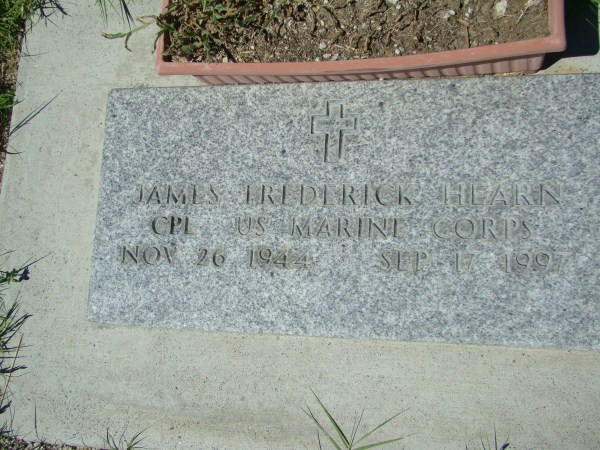 JAMES FREDERICK HEARN
CPL US MARINE CORPS
NOV 26 1944 SEP 17 1997